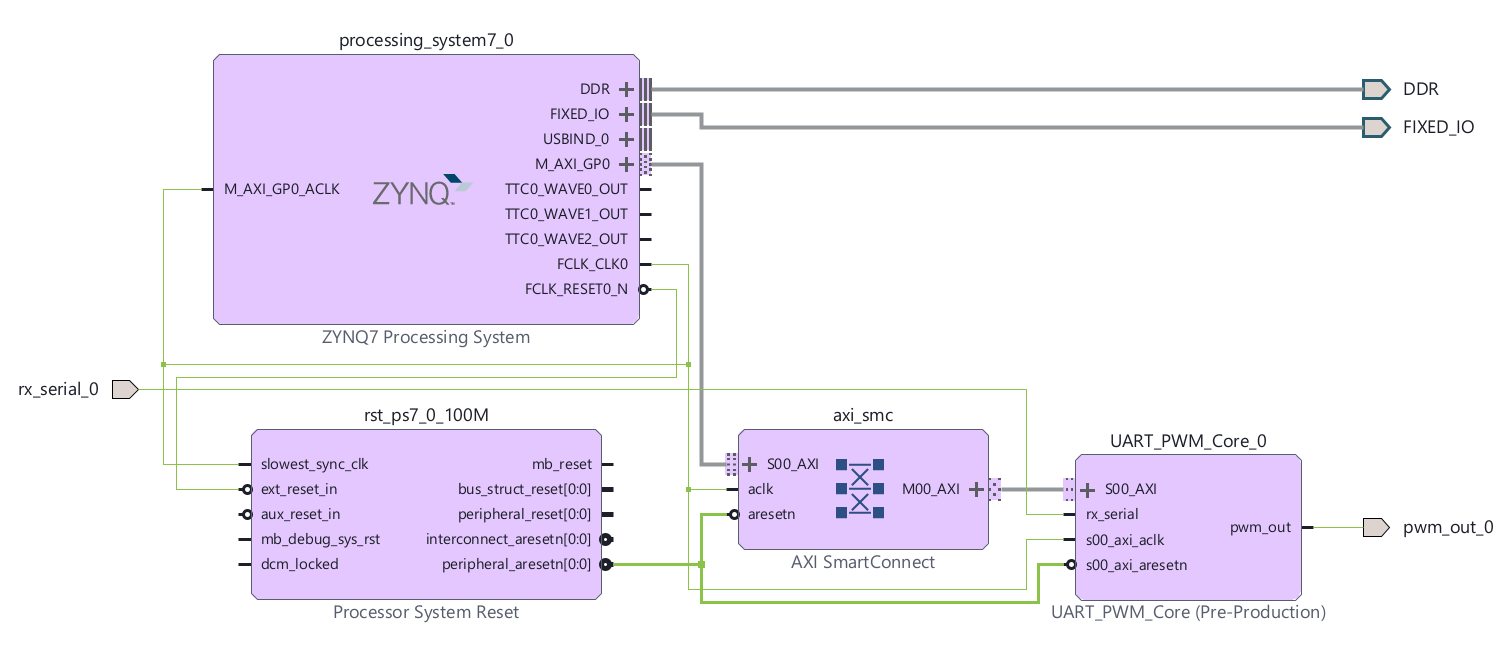 processing_system7_0
DDR
FIXED_IO
USBIND_0
M_AXI_GP0
M_AXI_GP0_ACLK
ZYNQ
TTC0_WAVE0_OUT
TTC0_WAVE1_OUT
TTC0_WAVE2_OUT
FCLK_CLK0
FCLK_RESET0_N
ZYNQ7 Processing System
DDR
FIXED_IO
rx_serial_0
rst_ps7_0_100M
slowest_sync_clk
ext_reset_in
aux_reset_in
mb_debug_sys_rst
dcm_locked
mb_reset
bus_struct_reset[0:0]
peripheral_reset[0:0]
interconnect_aresetn[0:0]
peripheral_aresetn[0:0]
Processor System Reset
axi_smc
S00_AXI
aclk
aresetn
M00_AXI
AXI SmartConnect
UART_PWM_Core_0
S00_AXI
rx_serial
s00_axi_aclk
s00_axi_aresetn
pwm_out
UART_PWM_Core (Pre-Production)
pwm_out_0